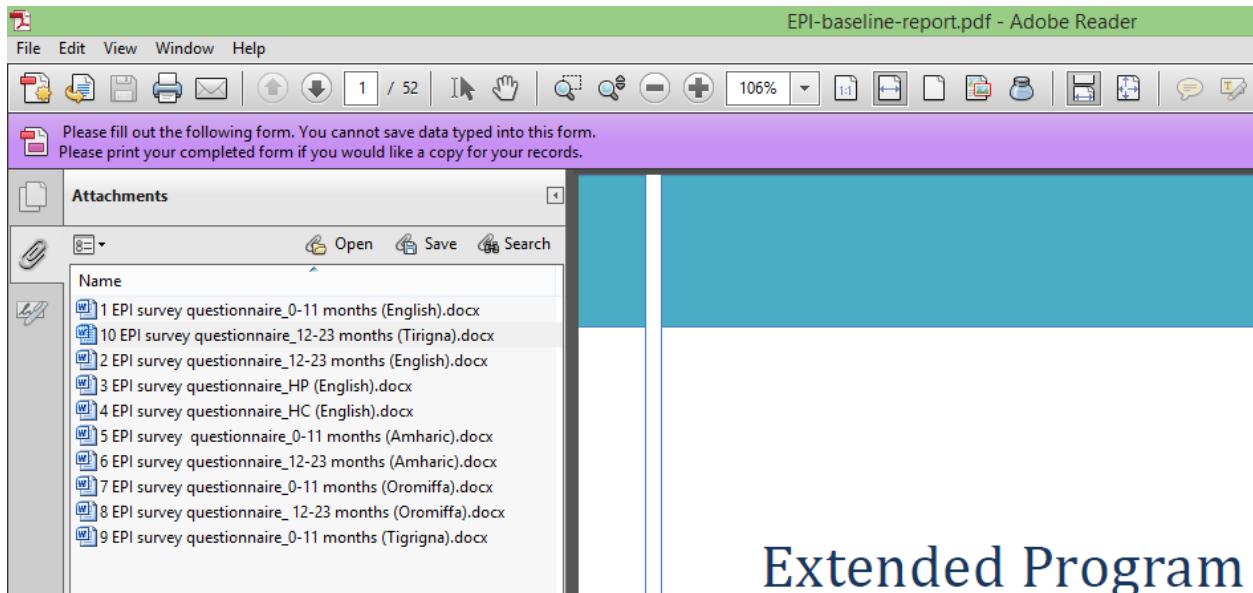 EPI-baseline-report.pdf - Adobe Reader
File Edit View Window Help
1 / 52 106% 1:1
Please fill out the following form. You cannot save data typed into this form.
Please print your completed form if you would like a copy for your records.
Attachments
Open Save Search
Name
1 EPI survey questionnaire_0-11 months (English).docx
10 EPI survey questionnaire_12-23 months (Tirigna).docx
2 EPI survey questionnaire_12-23 months (English).docx
3 EPI survey questionnaire_HP (English).docx
4 EPI survey questionnaire_HC (English).docx
5 EPI survey  questionnaire_0-11 months (Amharic).docx
6 EPI survey questionnaire_12-23 months (Amharic).docx
7 EPI survey questionnaire_0-11 months (Oromiffa).docx
8 EPI survey questionnaire_ 12-23 months (Oromiffa).docx
9 EPI survey questionnaire_0-11 months (Tigrigna).docx
Extended Program